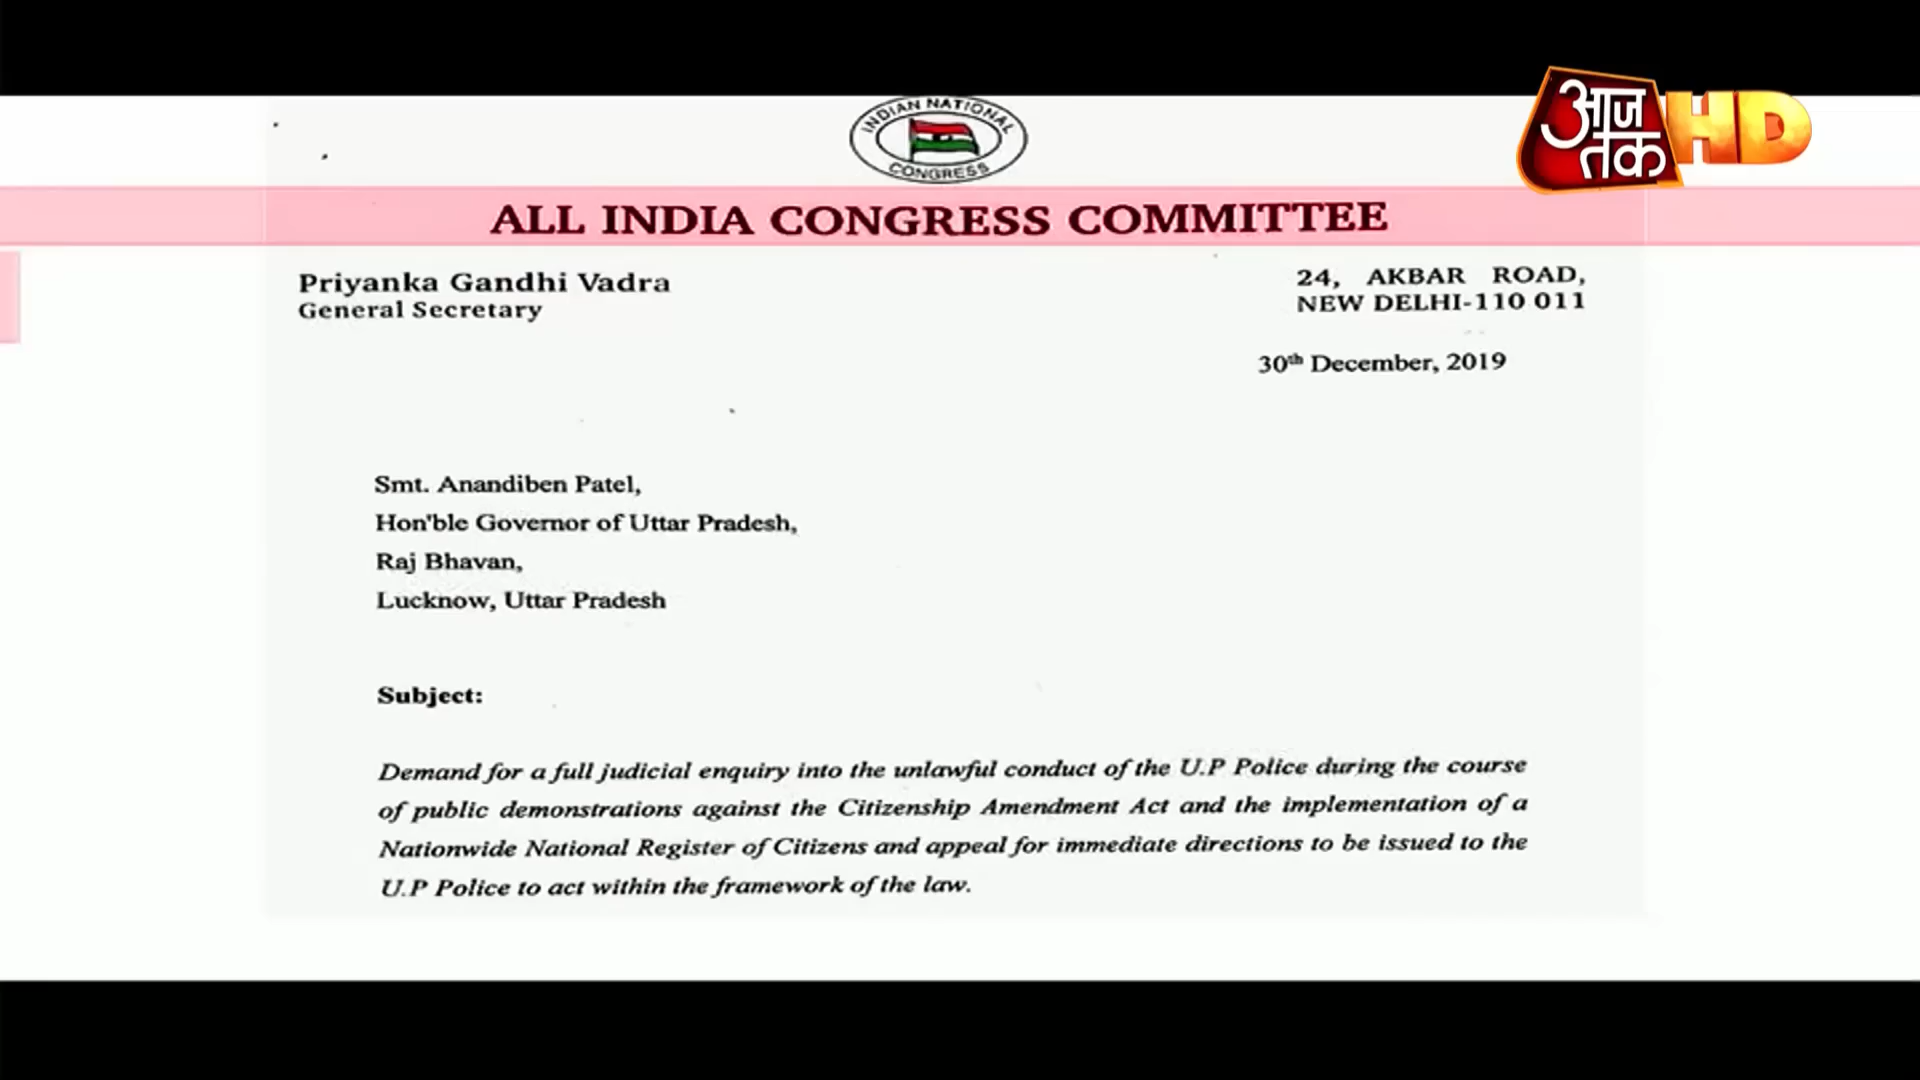 INDIAN NATIONAL
CONGRESS
आज
तक
HD
ALL INDIA CONGRESS COMMITTEE
Priyanka Gandhi Vadra
General Secretary
24, AKBAR ROAD,
NEW DELHI-110 011
30th December, 2019
Smt. Anandiben Patel,
Hon'ble Governor of Uttar Pradesh,
Raj Bhavan,
Lucknow, Uttar Pradesh
Subject:
Demand for a full judicial enquiry into the unlawful conduct of the U.P Police during the course
of public demonstrations against the Citizenship Amendment Act and the implementation of a
Nationwide National Register of Citizens and appeal for immediate directions to be issued to the
U.P Police to act within the framework of the law.